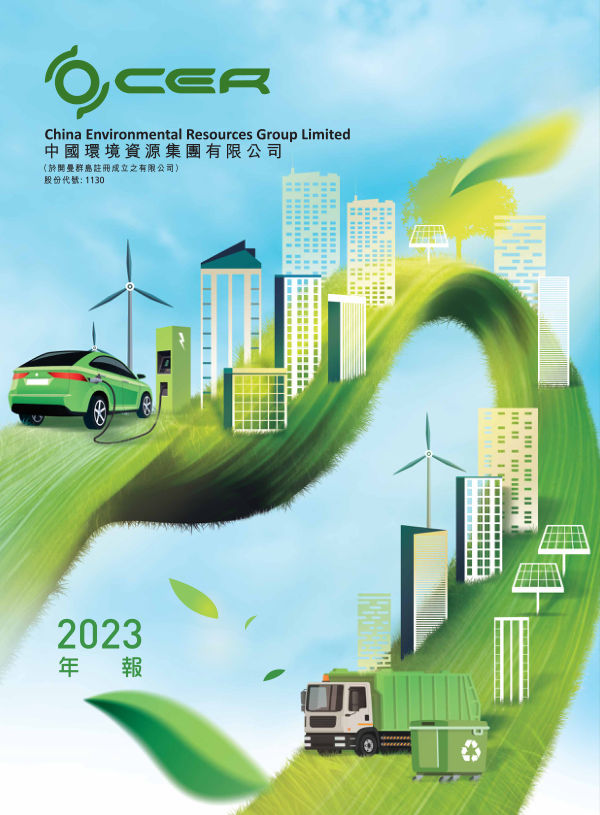 CER
China Environmental Resources Group Limited
中國環境資源集團有限公司
(於開曼群島註冊成立之有限公司)
股份代號: 1130
2023
年 報